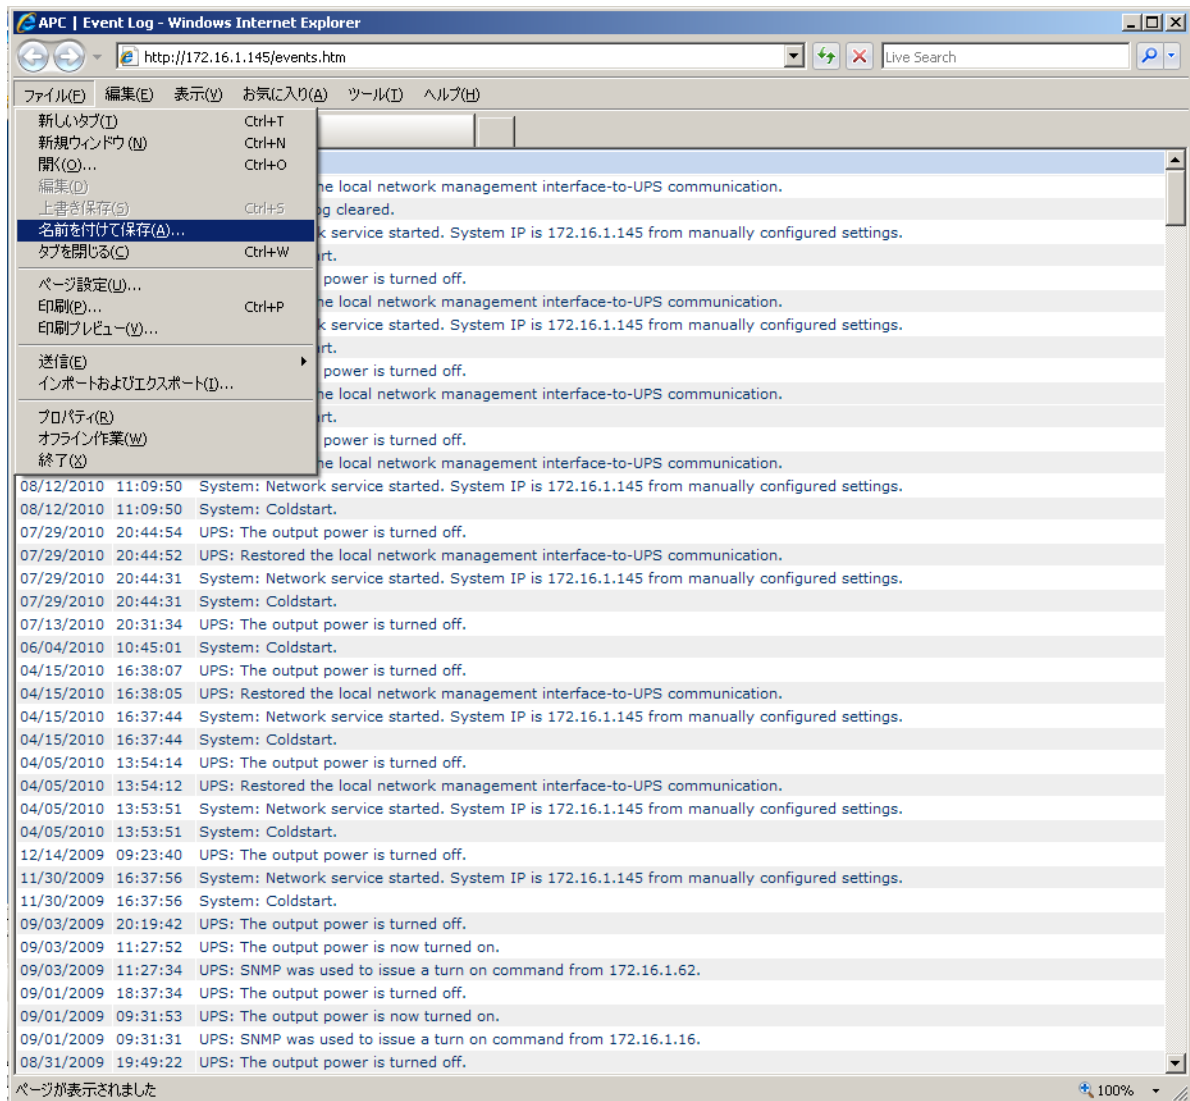 APC | Event Log - Windows Internet Explorer
http://172.16.1.145/events.htm
Live Search
ファイル(F) 編集(E) 表示(V) お気に入り(A) ツール(T) ヘルプ(H)
新しいタブ(T) Ctrl+T
新規ウィンドウ(N) Ctrl+N
開く(O)... Ctrl+O
編集(D)
上書き保存(S) Ctrl+S
名前を付けて保存(A)...
タブを閉じる(C) Ctrl+W
ページ設定(U)...
印刷(P)... Ctrl+P
印刷プレビュー(V)...
送信(E)
インポートおよびエクスポート(I)...
プロパティ(R)
オフライン作業(W)
終了(X)
local network management interface-to-UPS communication.
cleared.
service started. System IP is 172.16.1.145 from manually configured settings.
power is turned off.
local network management interface-to-UPS communication.
service started. System IP is 172.16.1.145 from manually configured settings.
power is turned off.
local network management interface-to-UPS communication.
power is turned off.
local network management interface-to-UPS communication.
08/12/2010 11:09:50 System: Network service started. System IP is 172.16.1.145 from manually configured settings.
08/12/2010 11:09:50 System: Coldstart.
07/29/2010 20:44:54 UPS: The output power is turned off.
07/29/2010 20:44:52 UPS: Restored the local network management interface-to-UPS communication.
07/29/2010 20:44:31 System: Network service started. System IP is 172.16.1.145 from manually configured settings.
07/29/2010 20:44:31 System: Coldstart.
07/13/2010 20:31:34 UPS: The output power is turned off.
06/04/2010 10:45:01 System: Coldstart.
04/15/2010 16:38:07 UPS: The output power is turned off.
04/15/2010 16:38:05 UPS: Restored the local network management interface-to-UPS communication.
04/15/2010 16:37:44 System: Network service started. System IP is 172.16.1.145 from manually configured settings.
04/15/2010 16:37:44 System: Coldstart.
04/05/2010 13:54:14 UPS: The output power is turned off.
04/05/2010 13:54:12 UPS: Restored the local network management interface-to-UPS communication.
04/05/2010 13:53:51 System: Network service started. System IP is 172.16.1.145 from manually configured settings.
04/05/2010 13:53:51 System: Coldstart.
12/14/2009 09:23:40 UPS: The output power is turned off.
11/30/2009 16:37:56 System: Network service started. System IP is 172.16.1.145 from manually configured settings.
11/30/2009 16:37:56 System: Coldstart.
09/03/2009 20:19:42 UPS: The output power is turned off.
09/03/2009 11:27:52 UPS: The output power is now turned on.
09/03/2009 11:27:34 UPS: SNMP was used to issue a turn on command from 172.16.1.62.
09/01/2009 18:37:34 UPS: The output power is turned off.
09/01/2009 09:31:53 UPS: The output power is now turned on.
09/01/2009 09:31:31 UPS: SNMP was used to issue a turn on command from 172.16.1.16.
08/31/2009 19:49:22 UPS: The output power is turned off.
ページが表示されました 100%